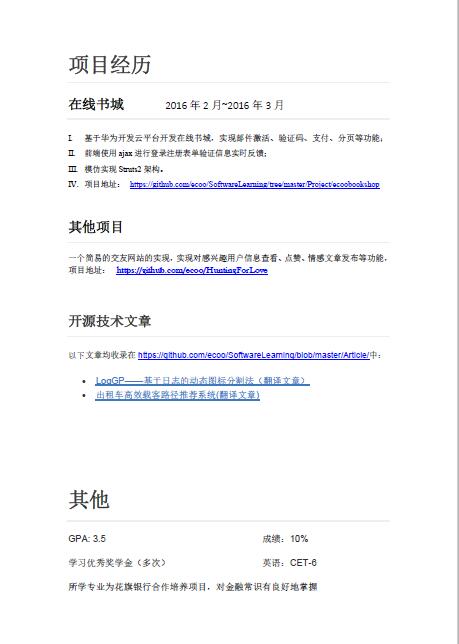 项目经历
在线书城 2016 年 2 月~2016 年 3 月
I. 基于华为开发云平台开发在线书城，实现邮件激活、验证码、支付、分页等功能；
II. 前端使用 ajax 进行登录注册表单验证信息实时反馈；
III. 模仿实现 Struts2 架构。
IV. 项目地址： https://github.com/ecoo/SoftwareLearning/tree/master/Project/ecoobookshop
其他项目
一个简易的交友网站的实现，实现对感兴趣用户信息查看、点赞、情感文章发布等功能，
项目地址： https://github.com/ecoo/HuntingForLove
开源技术文章
以下文章均收录在 https://github.com/ecoo/SoftwareLearning/blob/master/Article/中：
• LogGP——基于日志的动态图标分割法（翻译文章）
• 出租车高效载客路径推荐系统(翻译文章)
其他
GPA: 3.5 成绩：10%
学习优秀奖学金（多次） 英语：CET-6
所学专业为花旗银行合作培养项目，对金融常识有良好地掌握